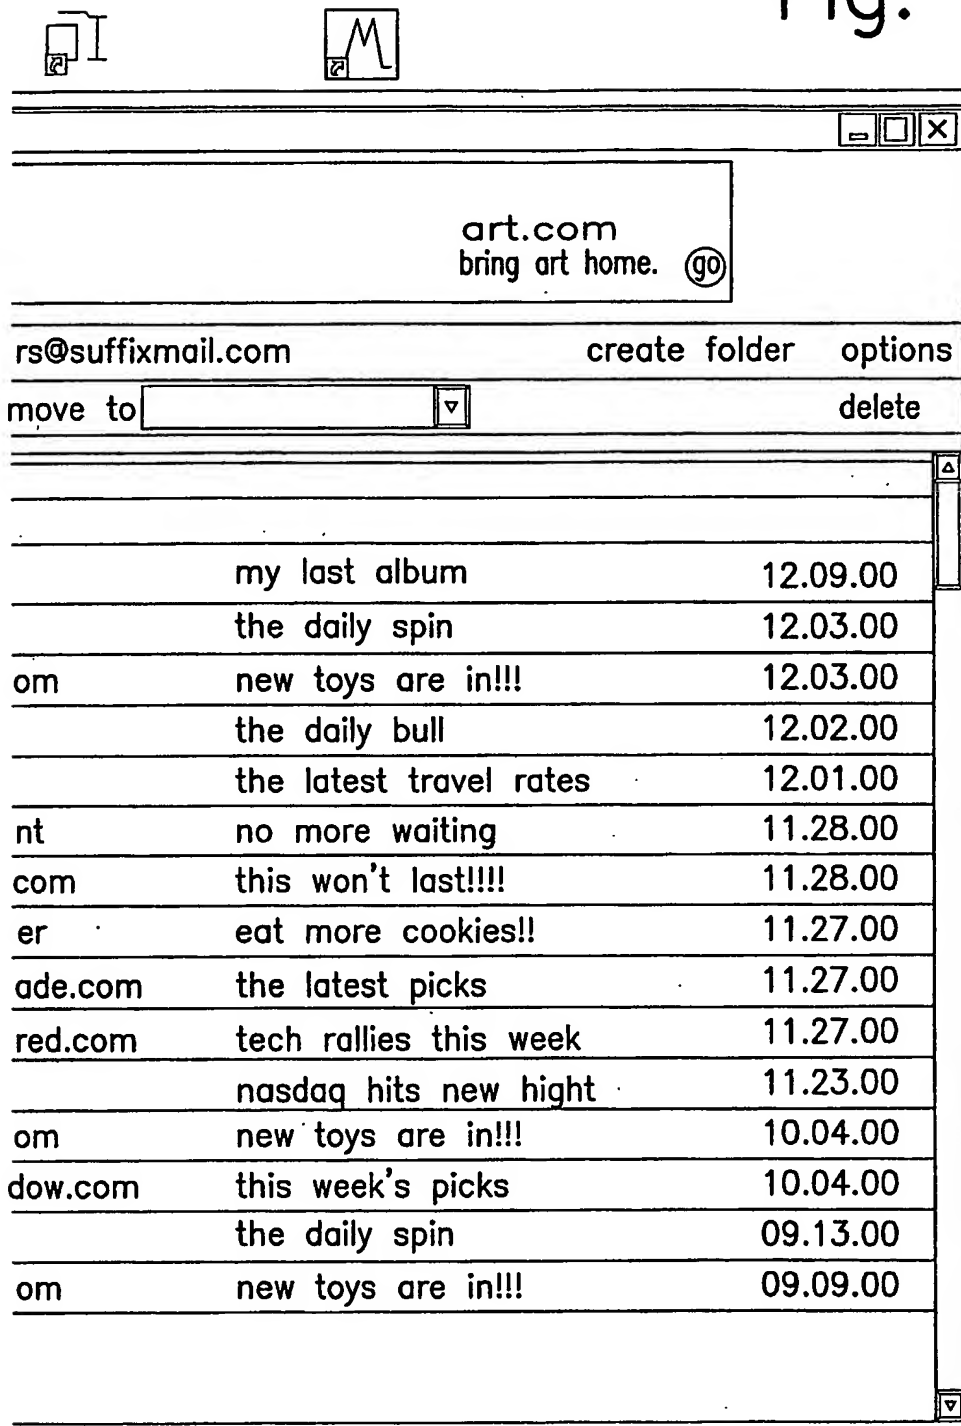 Fig.
M
art.com
bring art home. go
rs@suffixmail.com create folder options
move to delete
my last album 12.09.00
the daily spin 12.03.00
om new toys are in!!! 12.03.00
the daily bull 12.02.00
the latest travel rates 12.01.00
nt no more waiting 11.28.00
com this won't last!!!! 11.28.00
er eat more cookies!! 11.27.00
ade.com the latest picks 11.27.00
red.com tech rallies this week 11.27.00
nasdaq hits new hight 11.23.00
om new toys are in!!! 10.04.00
dow.com this week's picks 10.04.00
the daily spin 09.13.00
om new toys are in!!! 09.09.00